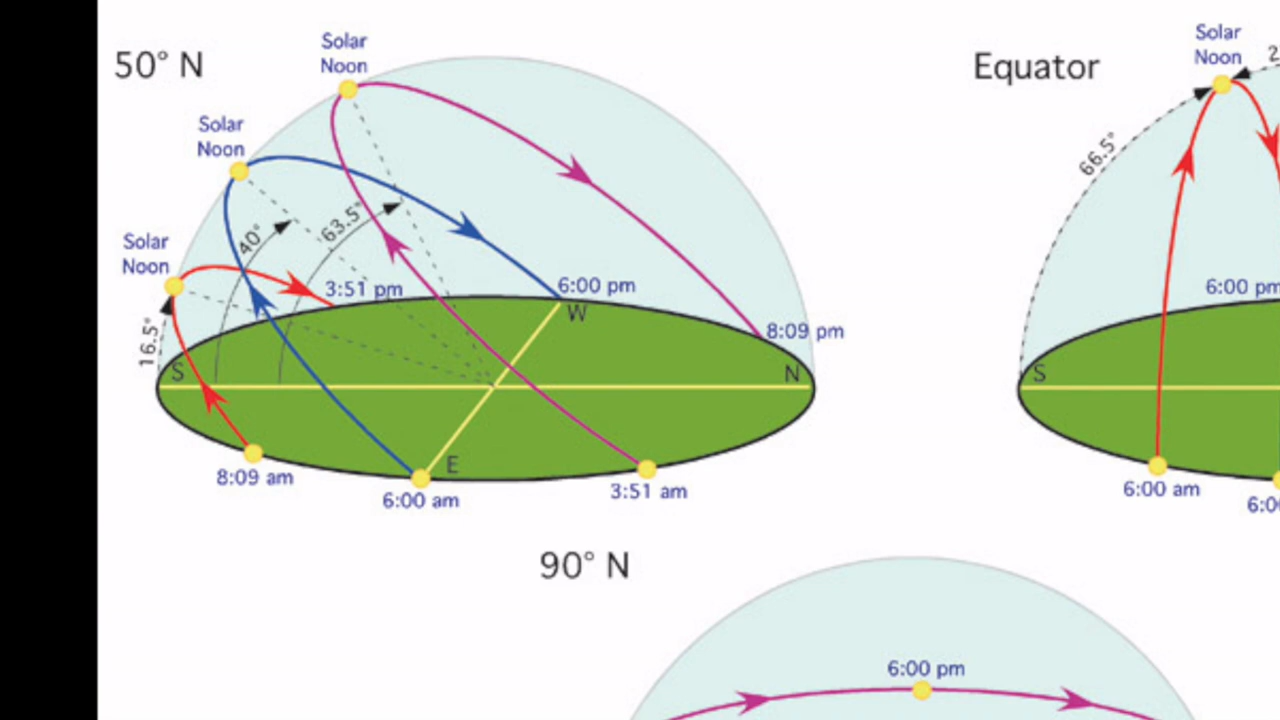 50° N
Solar
Noon
Solar
Noon
Solar
Noon
40°
63.5°
16.5°
3:51 pm
6:00 pm
8:09 pm
S
W
N
E
8:09 am
6:00 am
3:51 am
Equator
Solar
Noon
66.5°
6:00 pm
S
6:00 am
90° N
6:00 pm